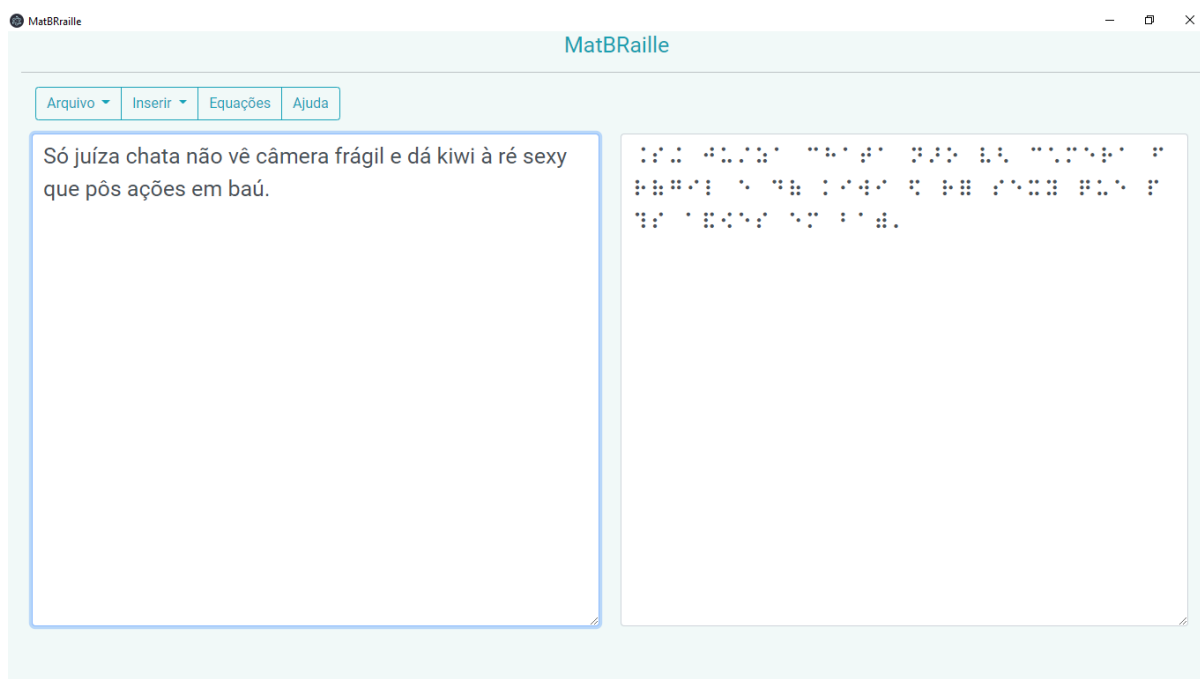 MatBRraille
MatBRaille
Arquivo Inserir Equações Ajuda
Só juíza chata não vê câmera frágil e dá kiwi à ré sexy
que pôs ações em baú.
⠨⠎⠬ ⠚⠥⠌⠵⠁ ⠉⠓⠁⠞⠁ ⠝⠜⠕ ⠧⠣ ⠉⠡⠍⠑⠗⠁ ⠋
⠗⠷⠛⠊⠇ ⠑ ⠙⠷ ⠅⠊⠺⠊ ⠫ ⠗⠿ ⠎⠑⠭⠽ ⠟⠥⠑ ⠏
⠹⠎ ⠁⠯⠪⠑⠎ ⠑⠍ ⠃⠁⠾⠄